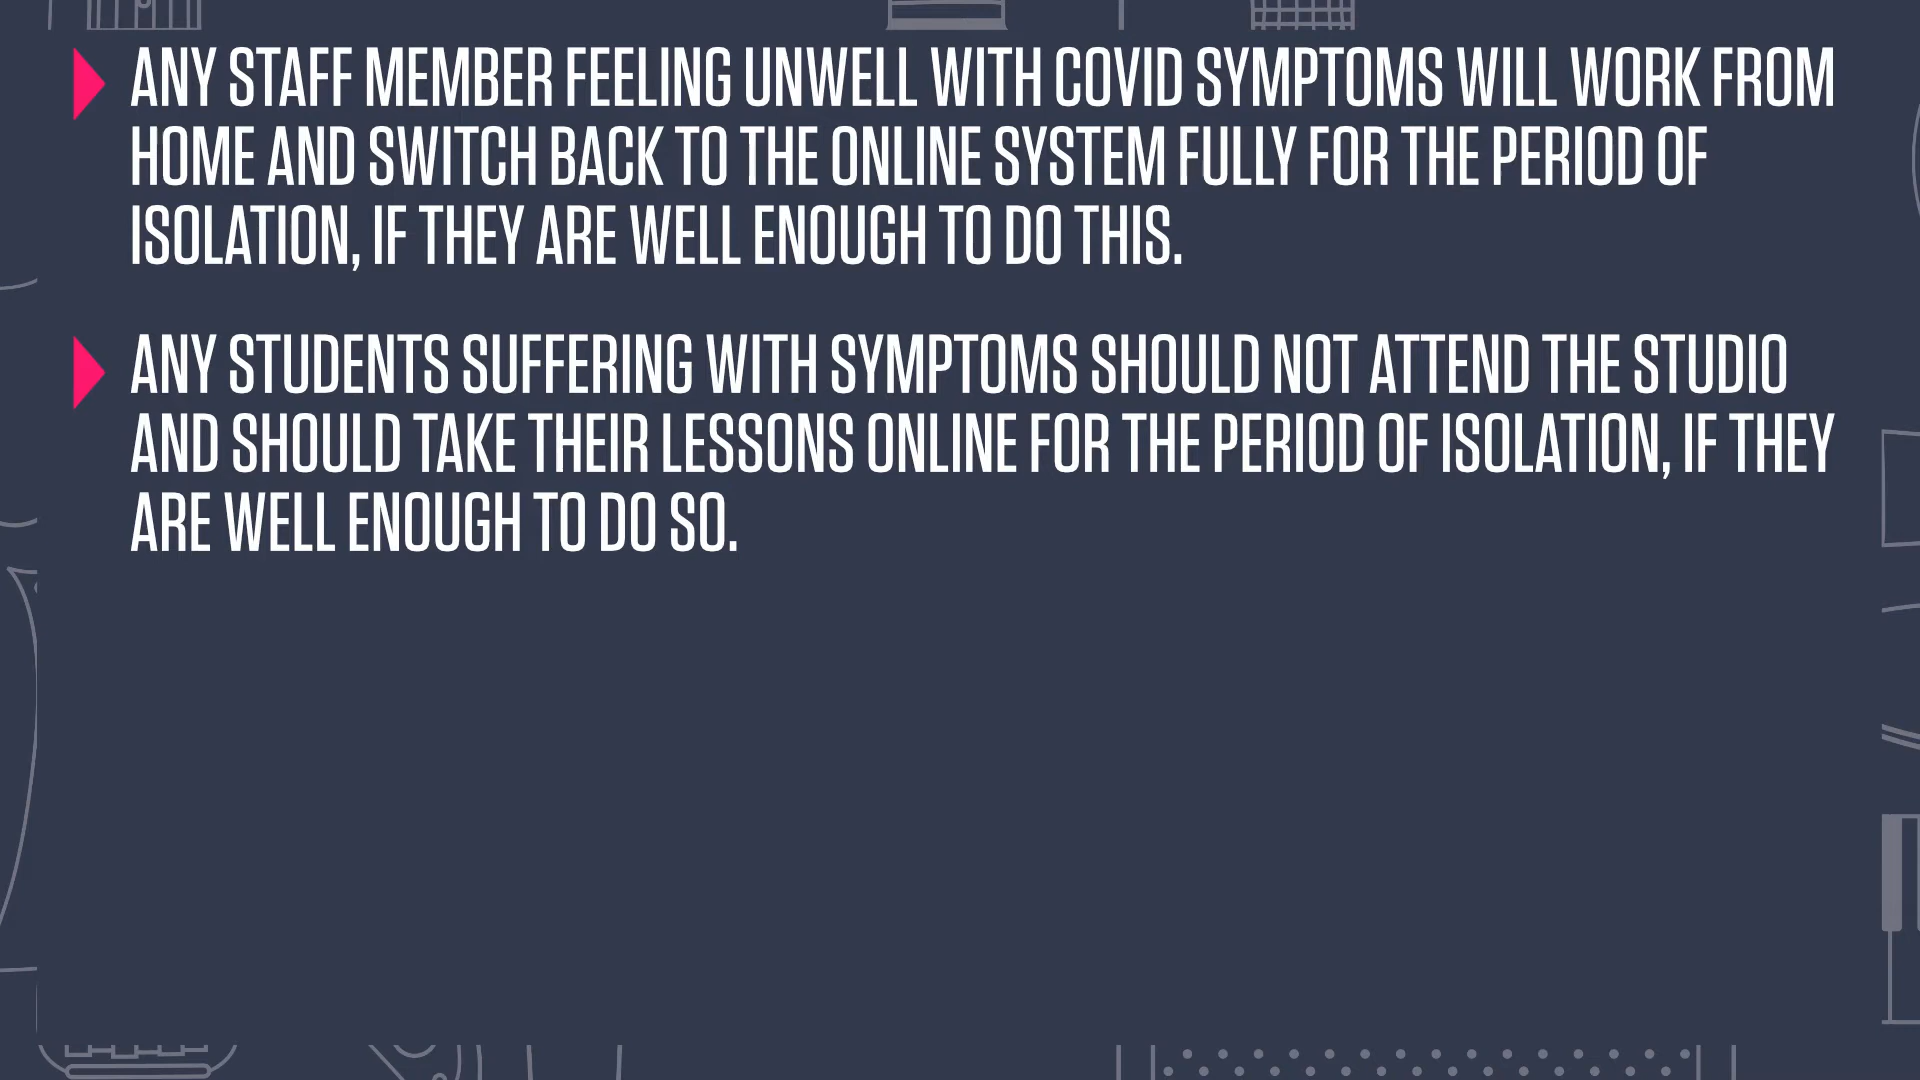 ANY STAFF MEMBER FEELING UNWELL WITH COVID SYMPTOMS WILL WORK FROM
HOME AND SWITCH BACK TO THE ONLINE SYSTEM FULLY FOR THE PERIOD OF
ISOLATION, IF THEY ARE WELL ENOUGH TO DO THIS.
ANY STUDENTS SUFFERING WITH SYMPTOMS SHOULD NOT ATTEND THE STUDIO
AND SHOULD TAKE THEIR LESSONS ONLINE FOR THE PERIOD OF ISOLATION, IF THEY
ARE WELL ENOUGH TO DO SO.